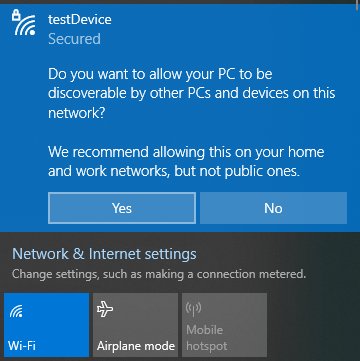 testDevice
Secured
Do you want to allow your PC to be
discoverable by other PCs and devices on this
network?
We recommend allowing this on your home
and work networks, but not public ones.
Yes No
Network & Internet settings
Change settings, such as making a connection metered.
Wi-Fi Airplane mode Mobile
hotspot